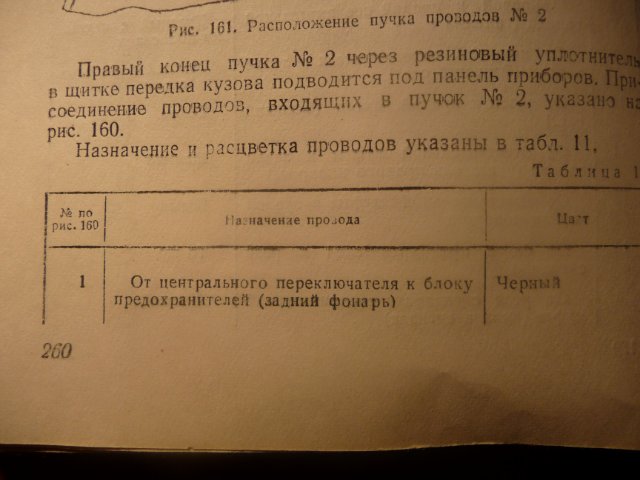 Рис. 161. Расположение пучка проводов № 2
Правый конец пучка № 2 через резиновый уплотнитель
в щитке передка кузова подводится под панель приборов. При-
соединение проводов, входящих в пучок № 2, указано на
рис. 160.
Назначение и расцветка проводов указаны в табл. 11.
Таблица 1
№ по
рис. 160
Назначение провода
Цвет
1
От центрального переключателя к блоку
предохранителей (задний фонарь)
Черный
260